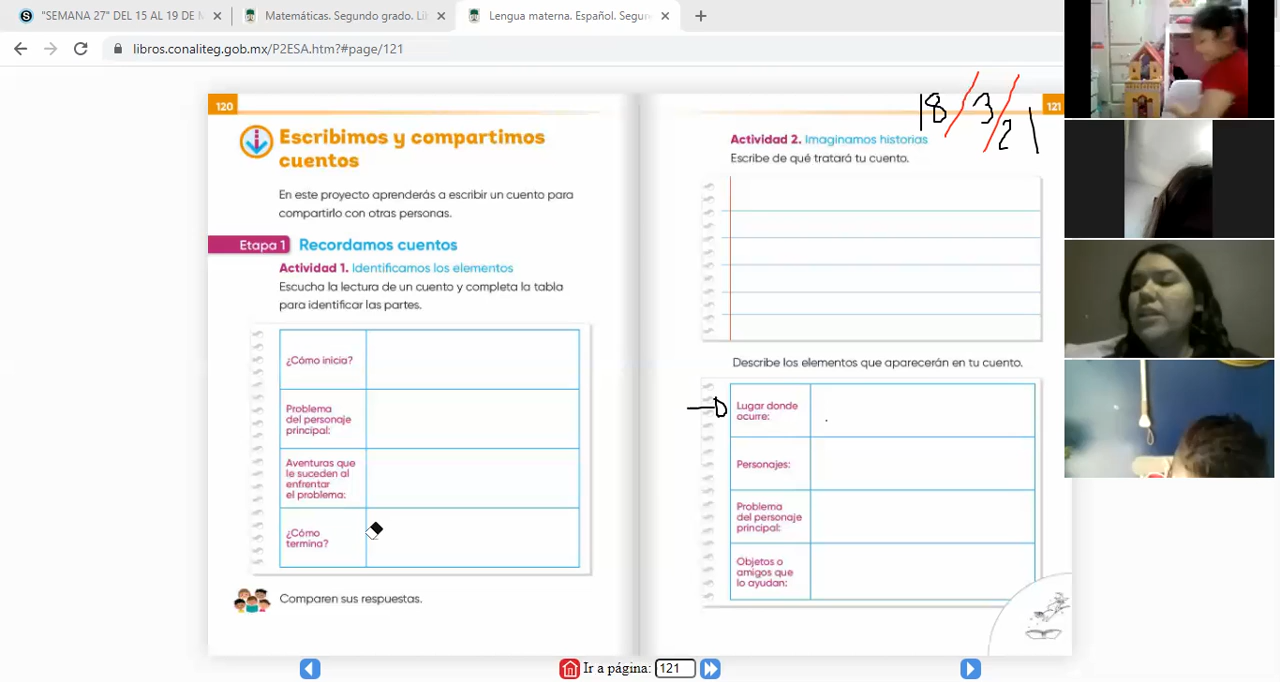 "SEMANA 27" DEL 15 AL 19 DE M
Matemáticas. Segundo grado. Li
Lengua materna. Español. Segun
libros.conaliteg.gob.mx/P2ESA.htm?#page/121
120
Escribimos y compartimos
cuentos
En este proyecto aprenderás a escribir un cuento para
compartirlo con otras personas.
Etapa 1 Recordamos cuentos
Actividad 1. Identificamos los elementos
Escucha la lectura de un cuento y completa la tabla
para identificar las partes.
¿Cómo inicia?
Problema
del personaje
principal:
Aventuras que
le suceden al
enfrentar
el problema:
¿Cómo
termina?
Comparen sus respuestas.
18/3/21
121
Actividad 2. Imaginamos historias
Escribe de qué tratará tu cuento.
Describe los elementos que aparecerán en tu cuento.
Lugar donde
ocurre:
Personajes:
Problema
del personaje
principal:
Objetos o
amigos que
lo ayudan:
Ir a página: 121